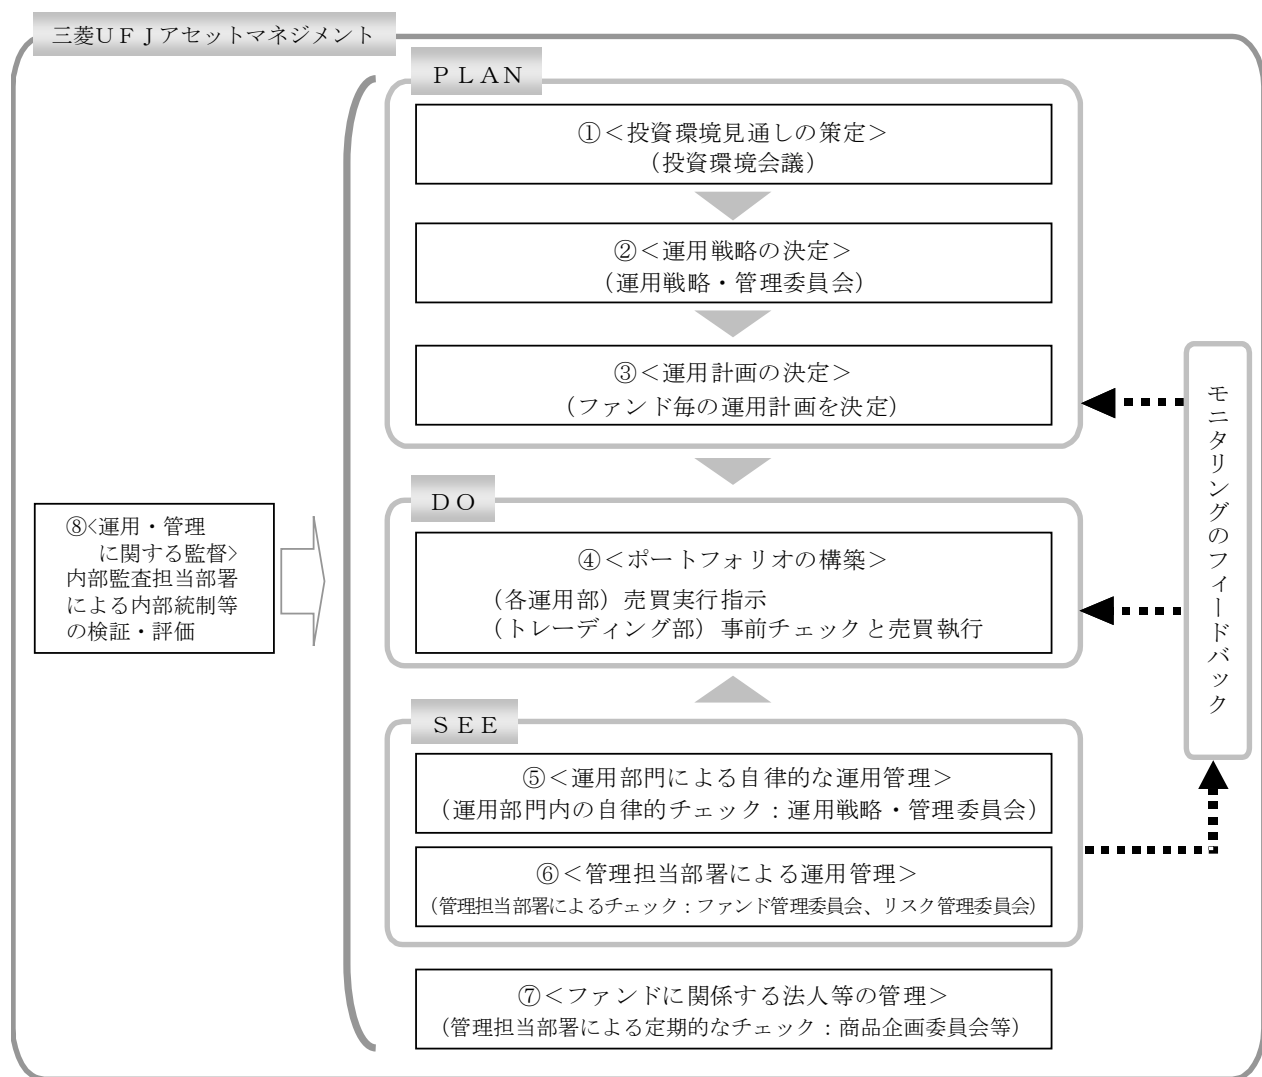 三菱UFJアセットマネジメント
PLAN
①<投資環境見通しの策定>
(投資環境会議)
②<運用戦略の決定>
(運用戦略・管理委員会)
③<運用計画の決定>
(ファンド毎の運用計画を決定)
DO
④<ポートフォリオの構築>
(各運用部)売買実行指示
(トレーディング部)事前チェックと売買執行
SEE
⑤<運用部門による自律的な運用管理>
(運用部門内の自律的チェック:運用戦略・管理委員会)
⑥<管理担当部署による運用管理>
(管理担当部署によるチェック:ファンド管理委員会、リスク管理委員会)
⑦<ファンドに関係する法人等の管理>
(管理担当部署による定期的なチェック:商品企画委員会等)
⑧<運用・管理
に関する監督>
内部監査担当部署
による内部統制等
の検証・評価
モニタリングのフィードバック